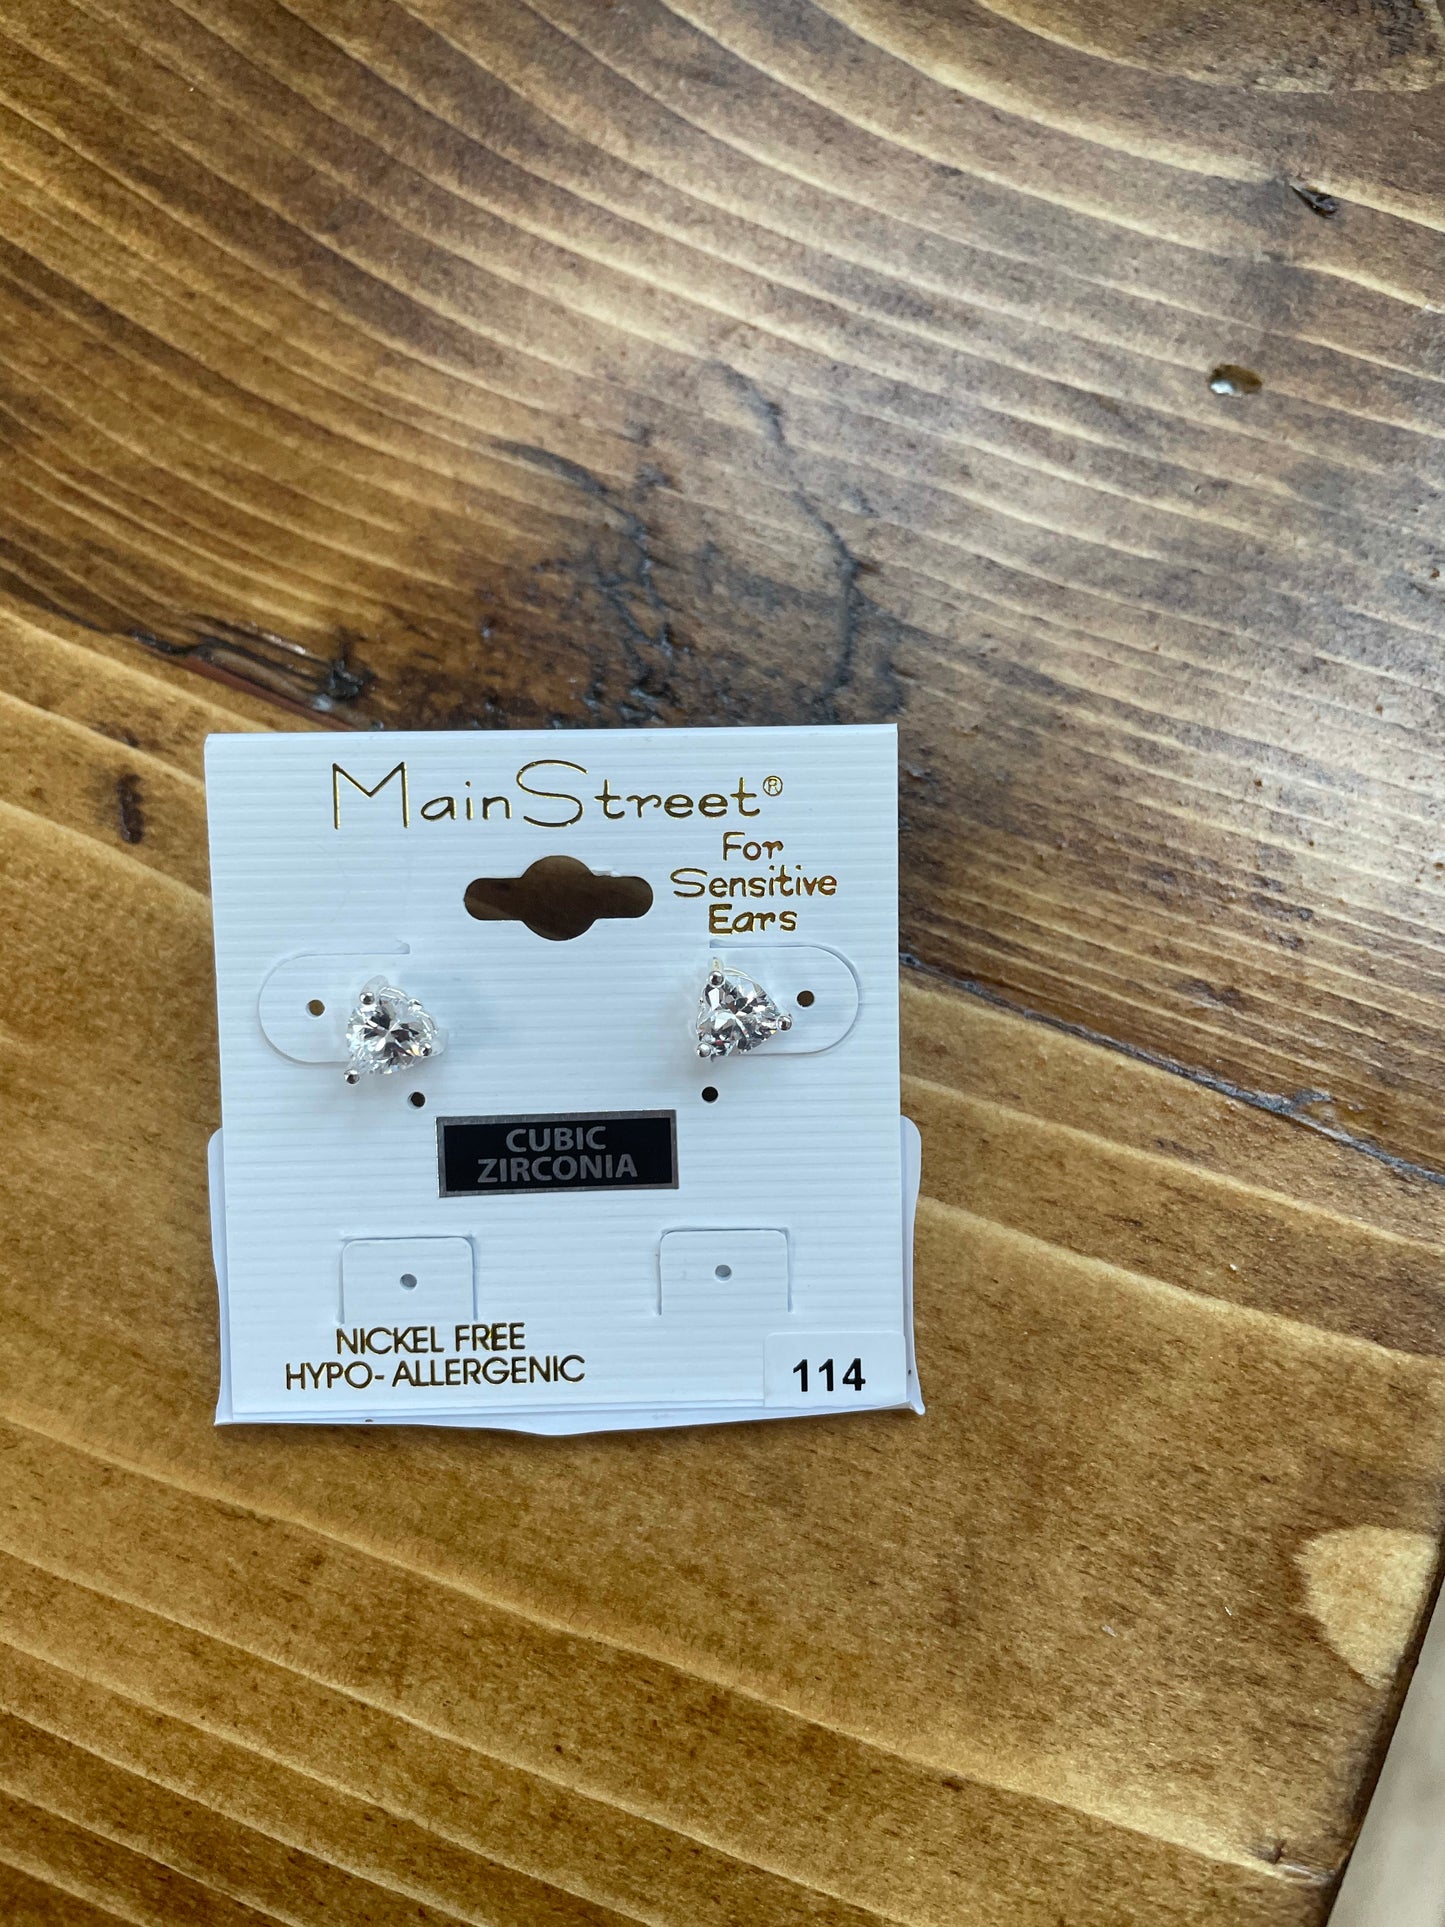 MainStreet®
For
Sensitive
Ears
CUBIC
ZIRCONIA
NICKEL FREE
HYPO-ALLERGENIC
114